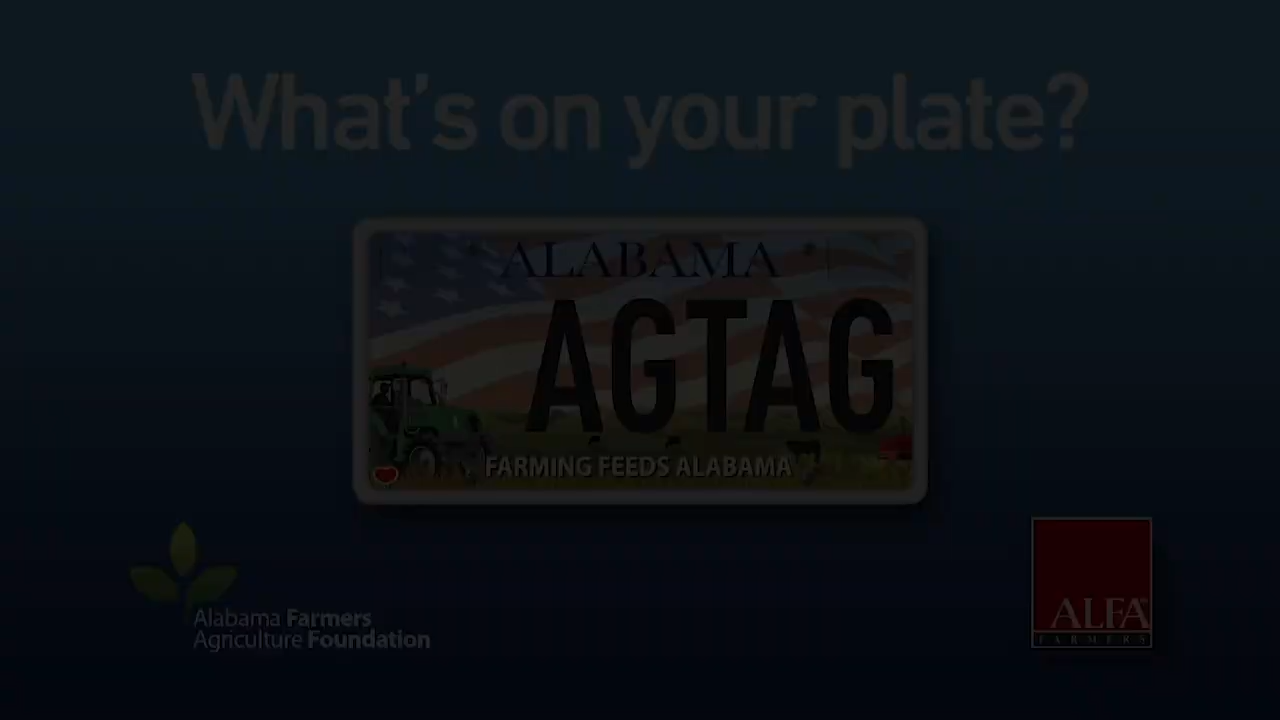 What's on your plate?
ALABAMA
AGTAG
FARMING FEEDS ALABAMA
Alabama Farmers
Agriculture Foundation
ALFA®
FARMERS